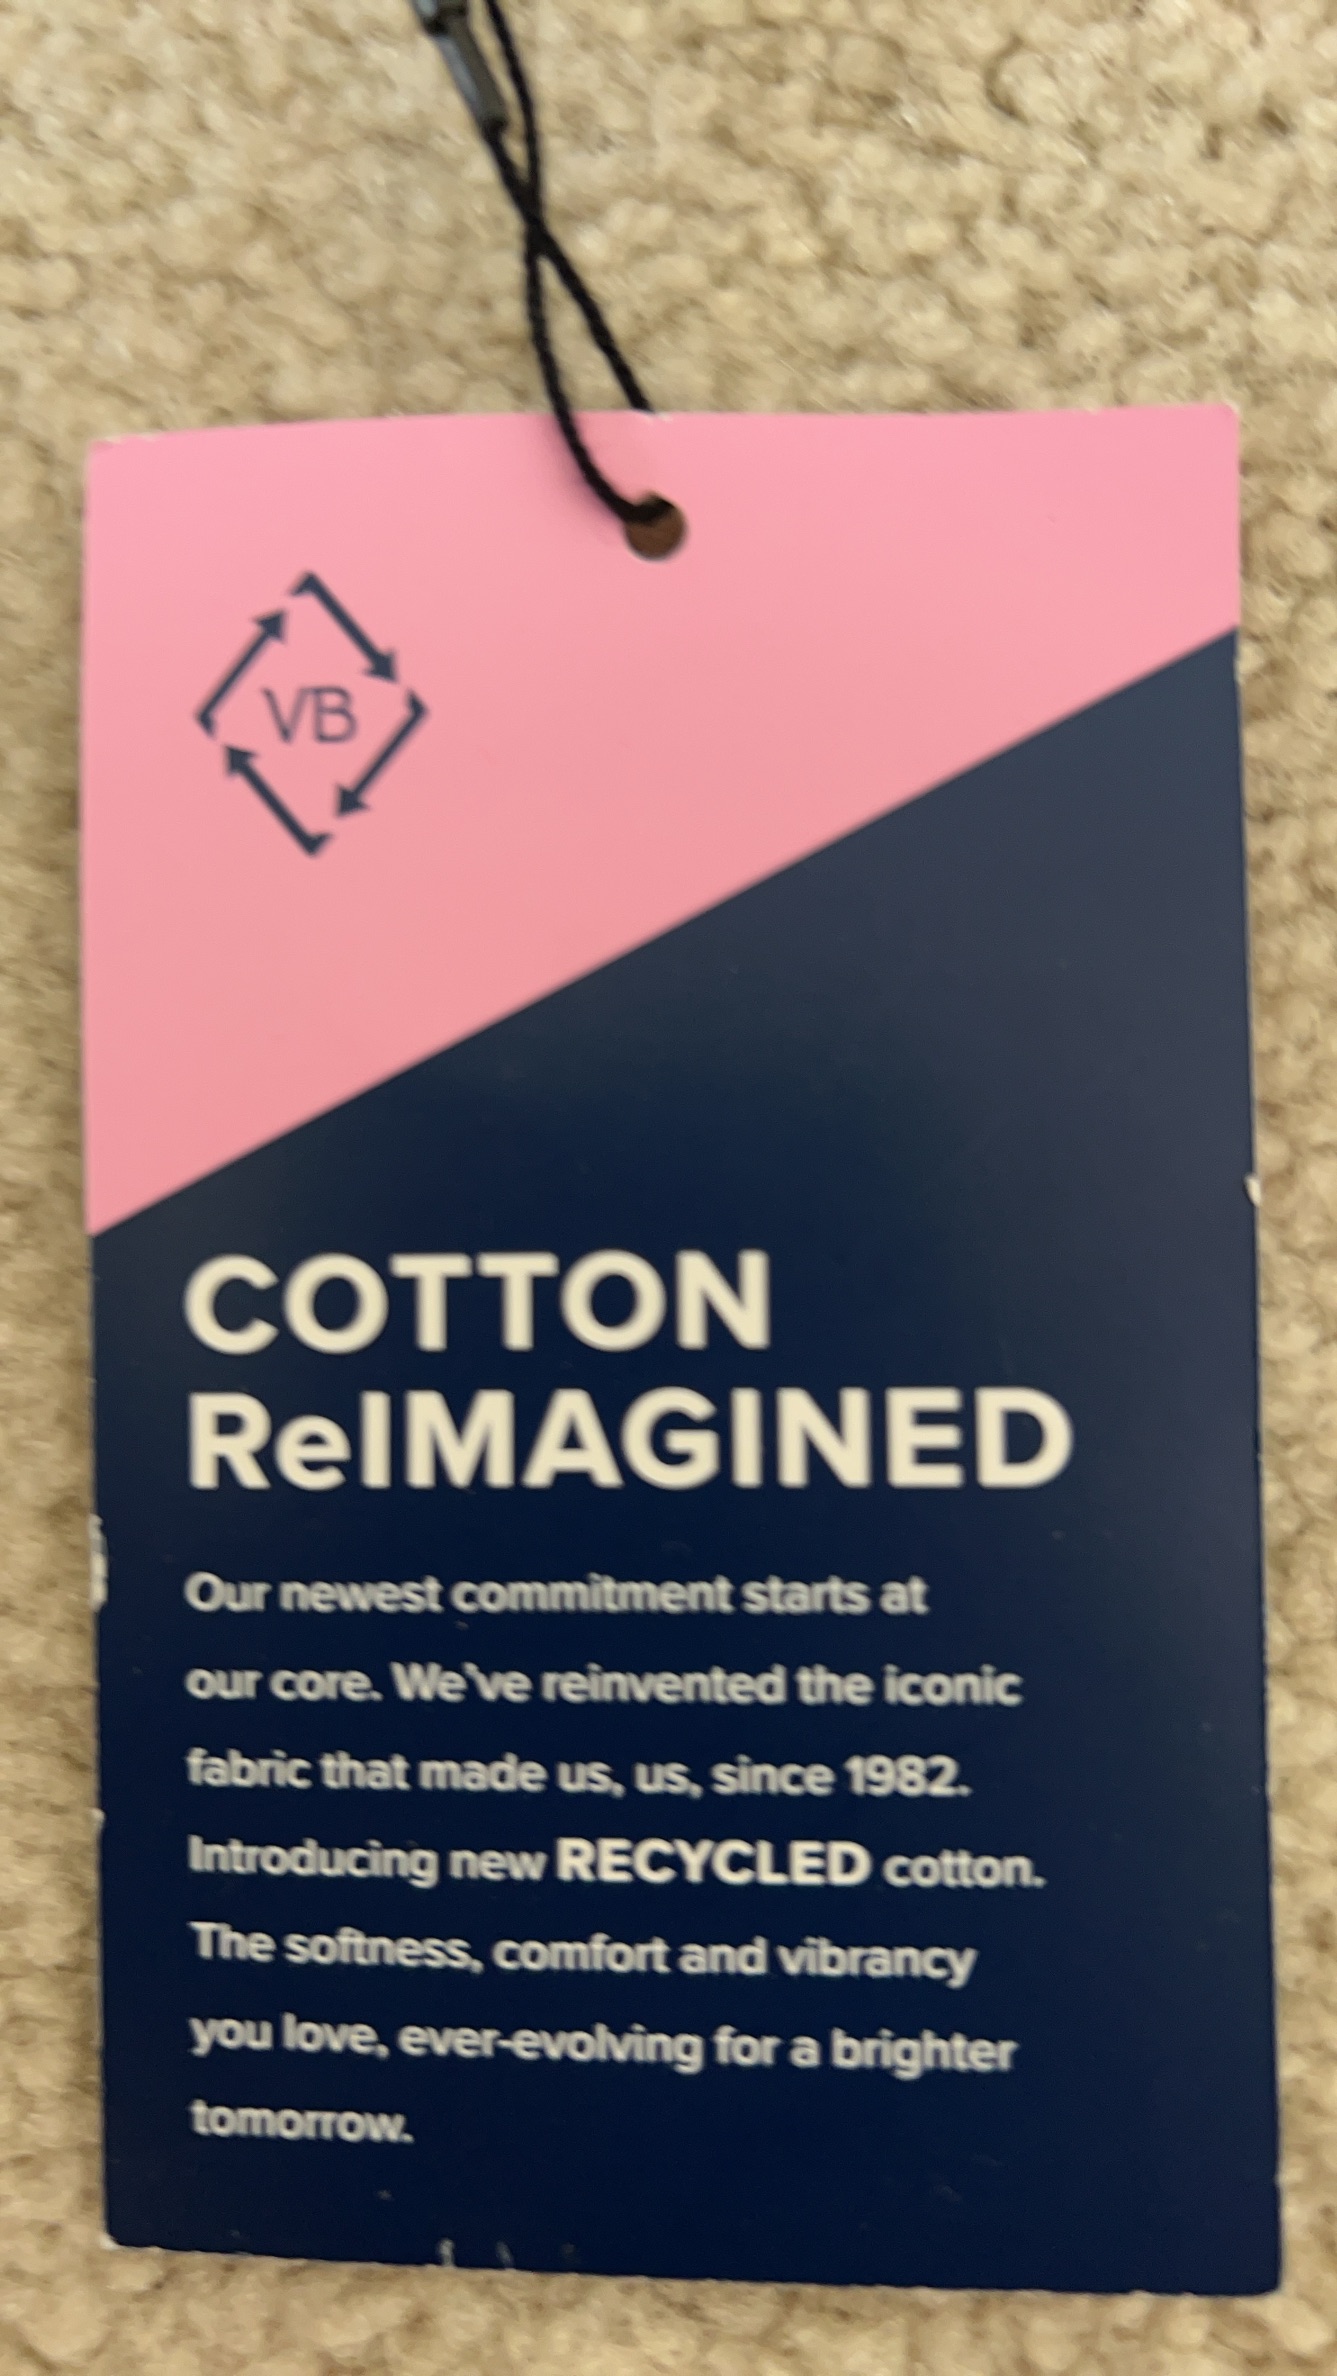 VB
COTTON
ReIMAGINED
Our newest commitment starts at
our core. We've reinvented the iconic
fabric that made us, us, since 1982.
Introducing new RECYCLED cotton.
The softness, comfort and vibrancy
you love, ever-evolving for a brighter
tomorrow.